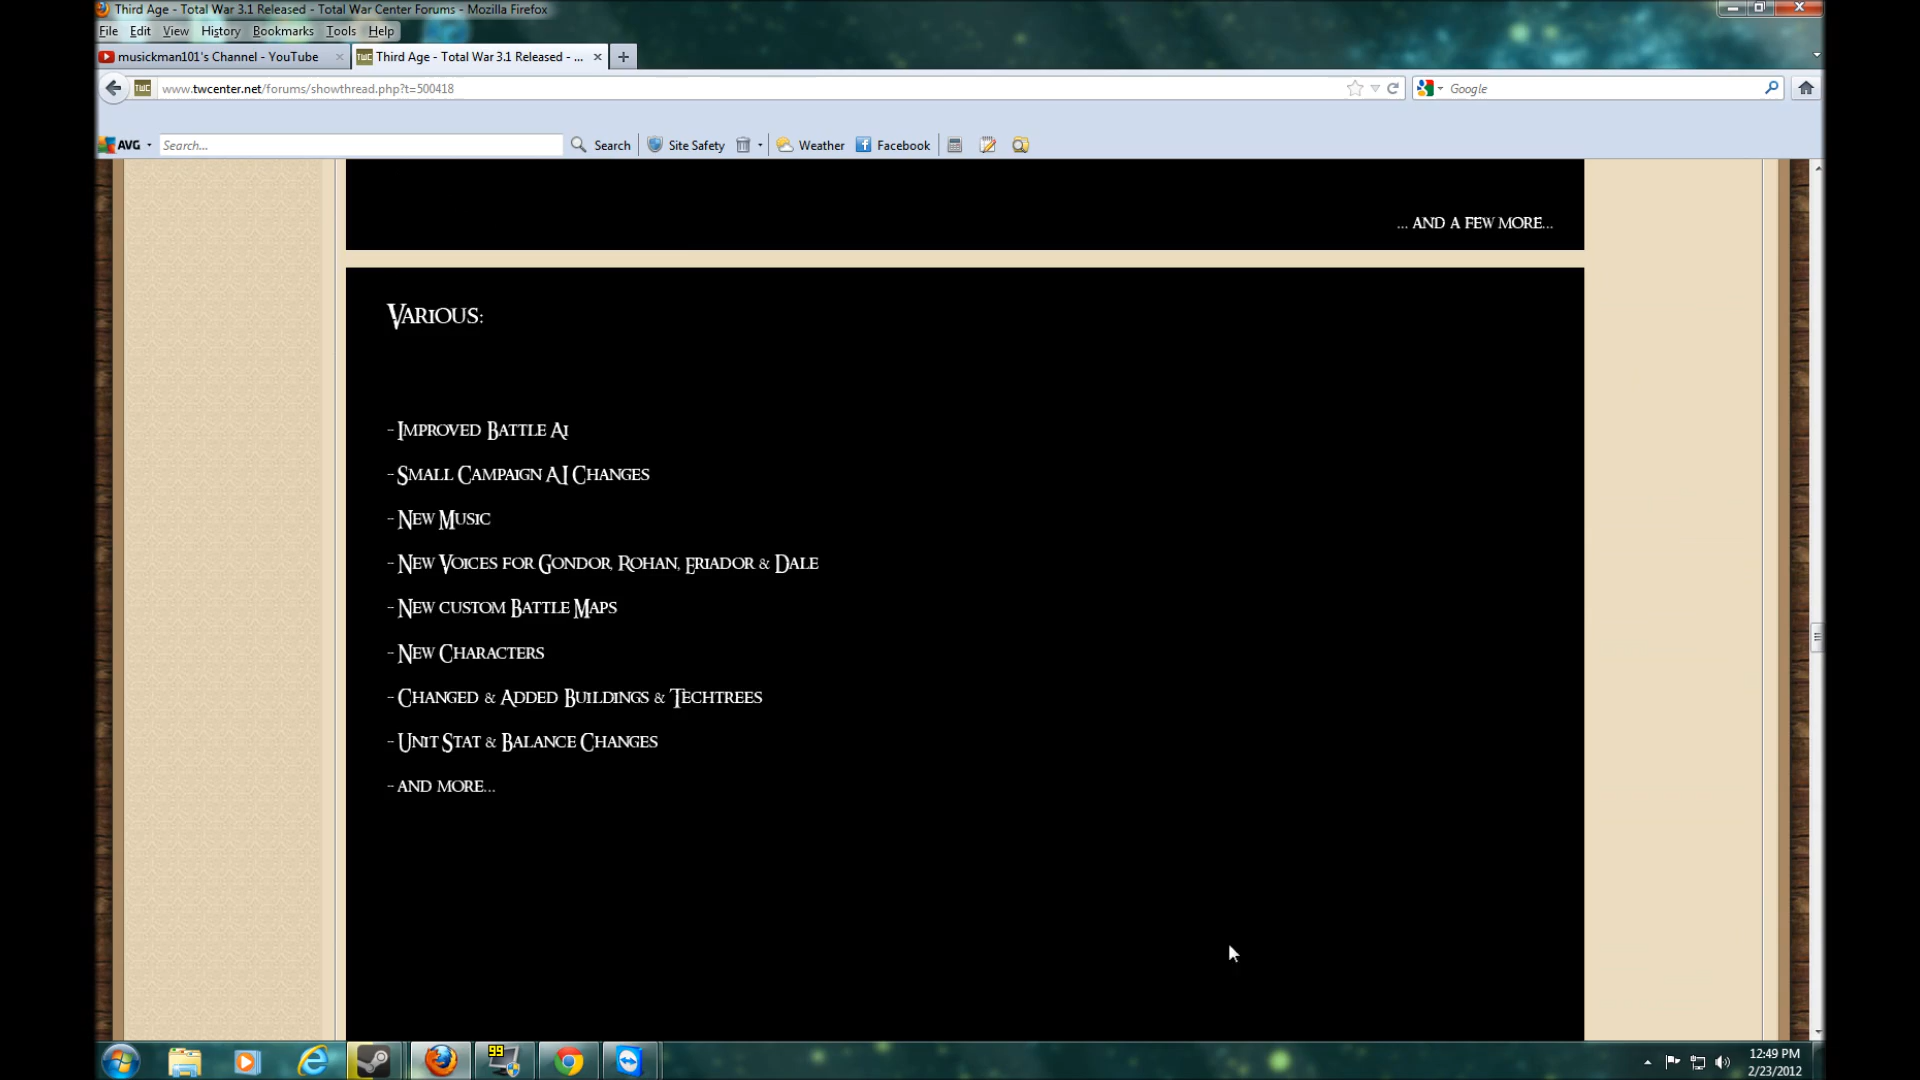 Third Age - Total War 3.1 Released - Total War Center Forums - Mozilla Firefox
File Edit View History Bookmarks Tools Help
musickman101's Channel - YouTube
TWC Third Age - Total War 3.1 Released - ...
TWC www.twcenter.net/forums/showthread.php?t=500418
Google
AVG Search... Search Site Safety Weather Facebook
... and a few more...
Various:
- Improved Battle Ai
- Small Campaign A.I Changes
- New Music
- New Voices for Gondor, Rohan, Eriador & Dale
- New custom Battle Maps
- New Characters
- Changed & Added Buildings & Techtrees
- Unit Stat & Balance Changes
- and more...
99
12:49 PM
2/23/2012